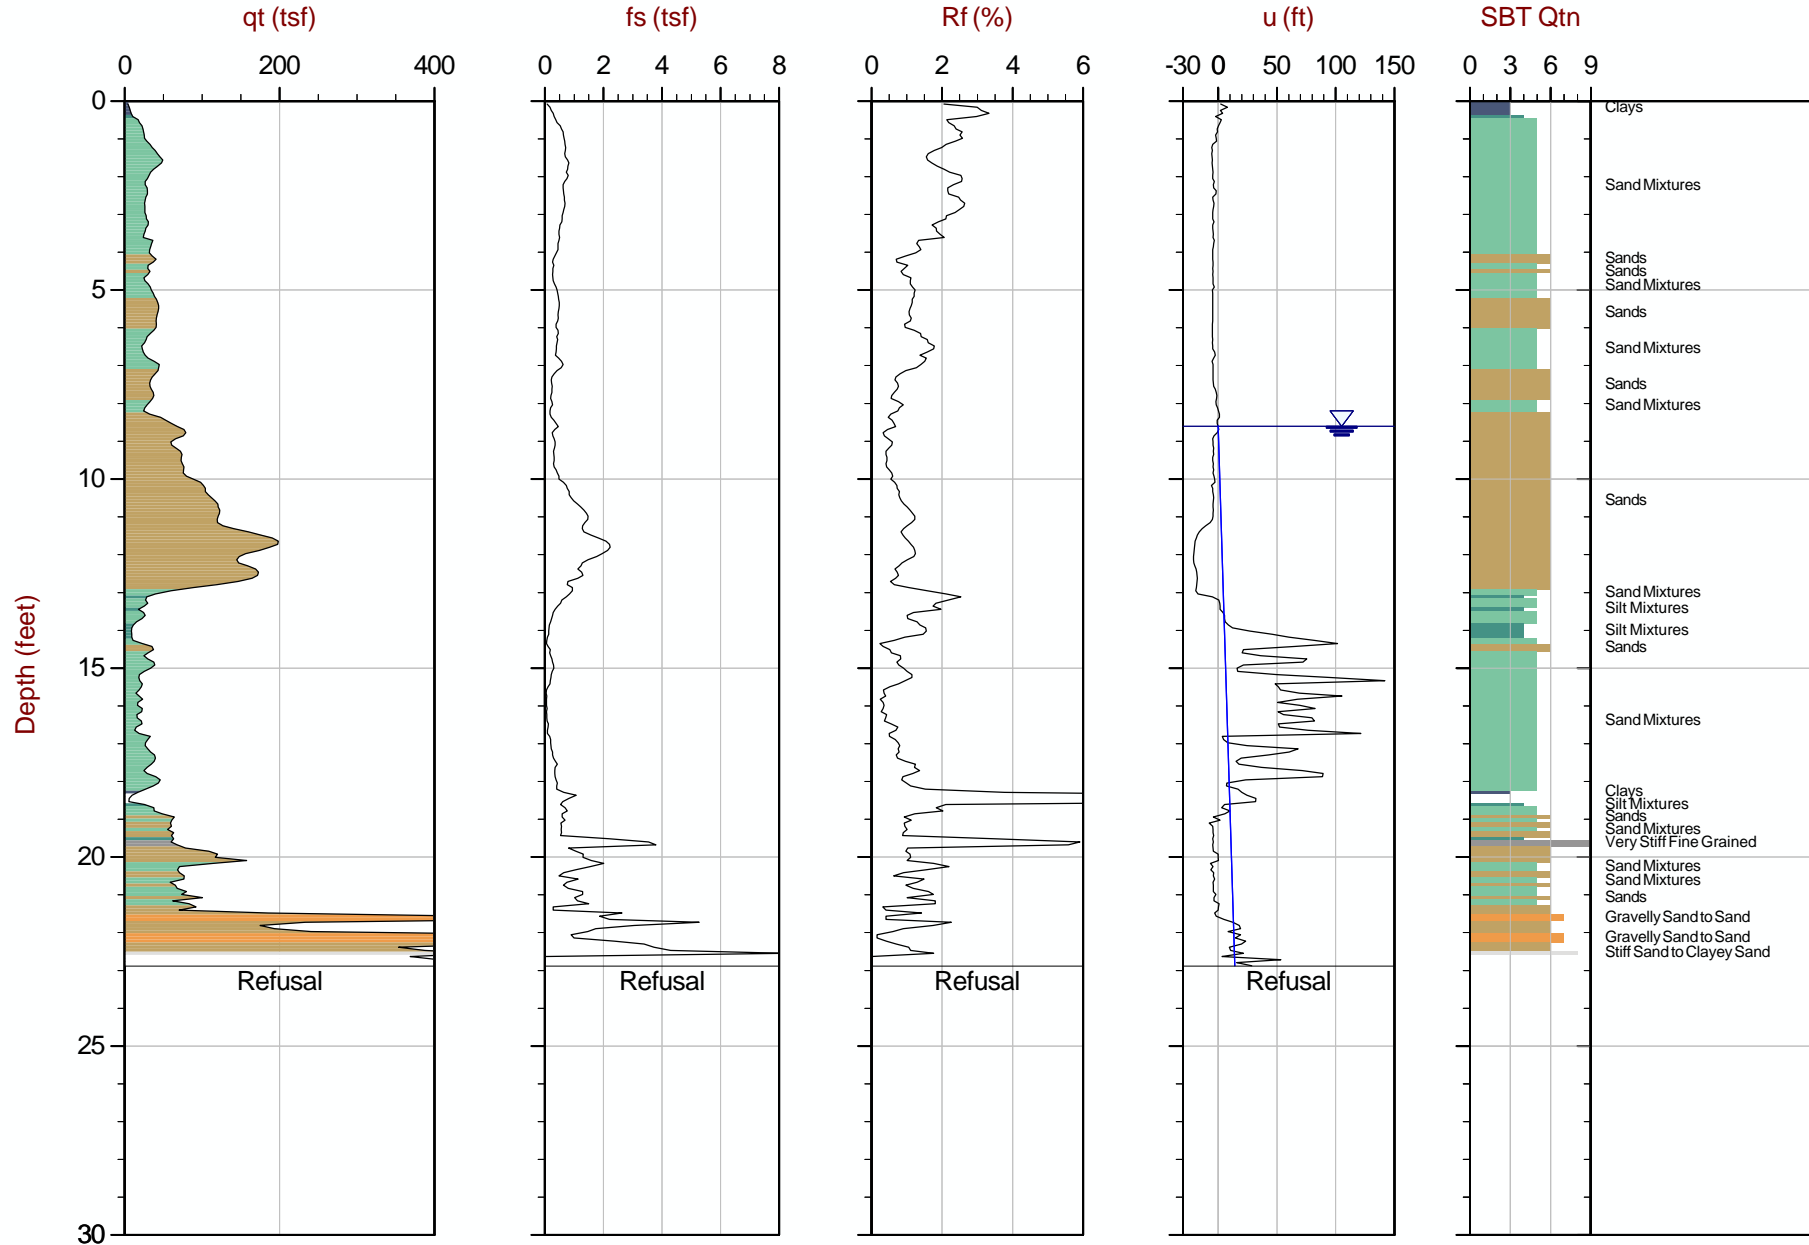 qt (tsf) fs (tsf) Rf (%) u (ft) SBT Qtn
0 200 400 0 2 4 6 8 0 2 4 6 -30 0 50 100 150 0 3 6 9
0
5
10
15
20
25
30
Depth (feet)
Clays
Sand Mixtures
Sands
Sands
Sand Mixtures
Sands
Sand Mixtures
Sands
Sand Mixtures
Sands
Sand Mixtures
Silt Mixtures
Silt Mixtures
Sands
Sand Mixtures
Clays
Silt Mixtures
Sands
Sand Mixtures
Very Stiff Fine Grained
Sand Mixtures
Sand Mixtures
Sands
Gravelly Sand to Sand
Gravelly Sand to Sand
Stiff Sand to Clayey Sand
Refusal Refusal Refusal Refusal